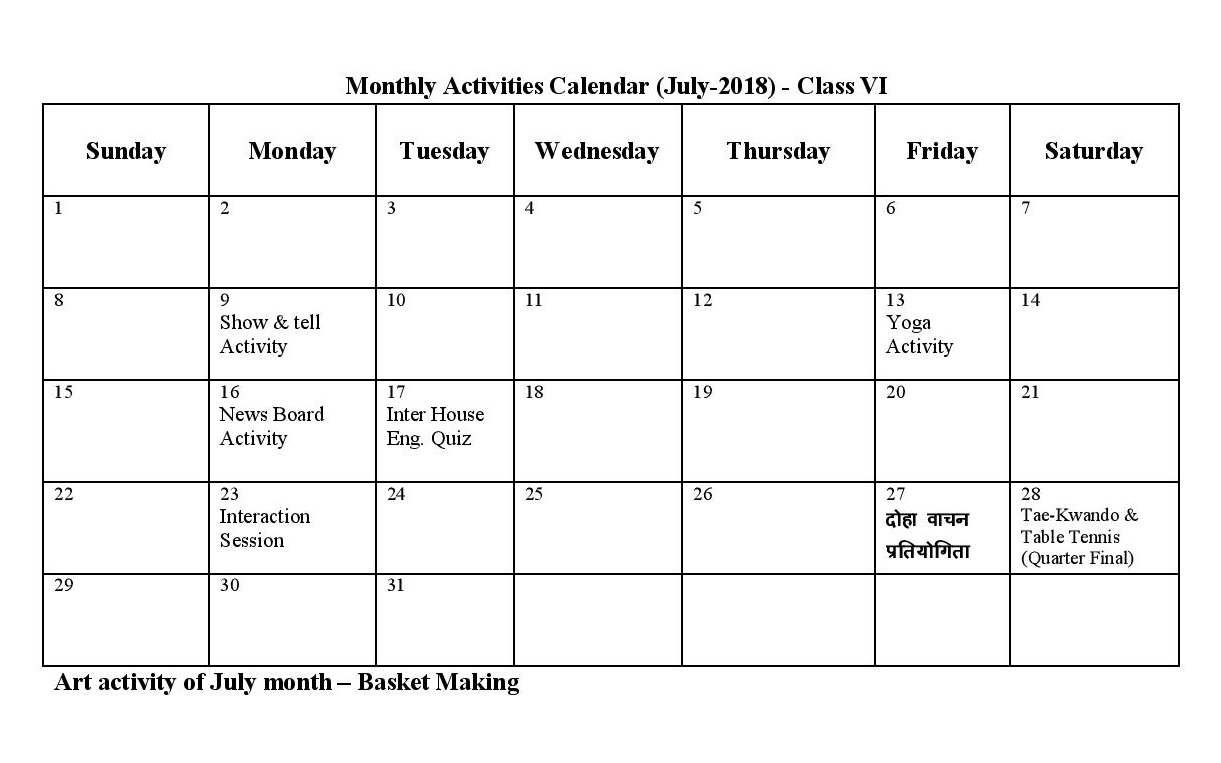 Monthly Activities Calendar (July-2018) - Class VI
Sunday Monday Tuesday Wednesday Thursday Friday Saturday
1 2 3 4 5 6 7
8 9 10 11 12 13 14
Show & tell Yoga
Activity Activity
15 16 17 18 19 20 21
News Board Inter House
Activity Eng. Quiz
22 23 24 25 26 27 28
Interaction दोहा वाचन Tae-Kwando &
Session प्रतियोगिता Table Tennis
(Quarter Final)
29 30 31
Art activity of July month – Basket Making